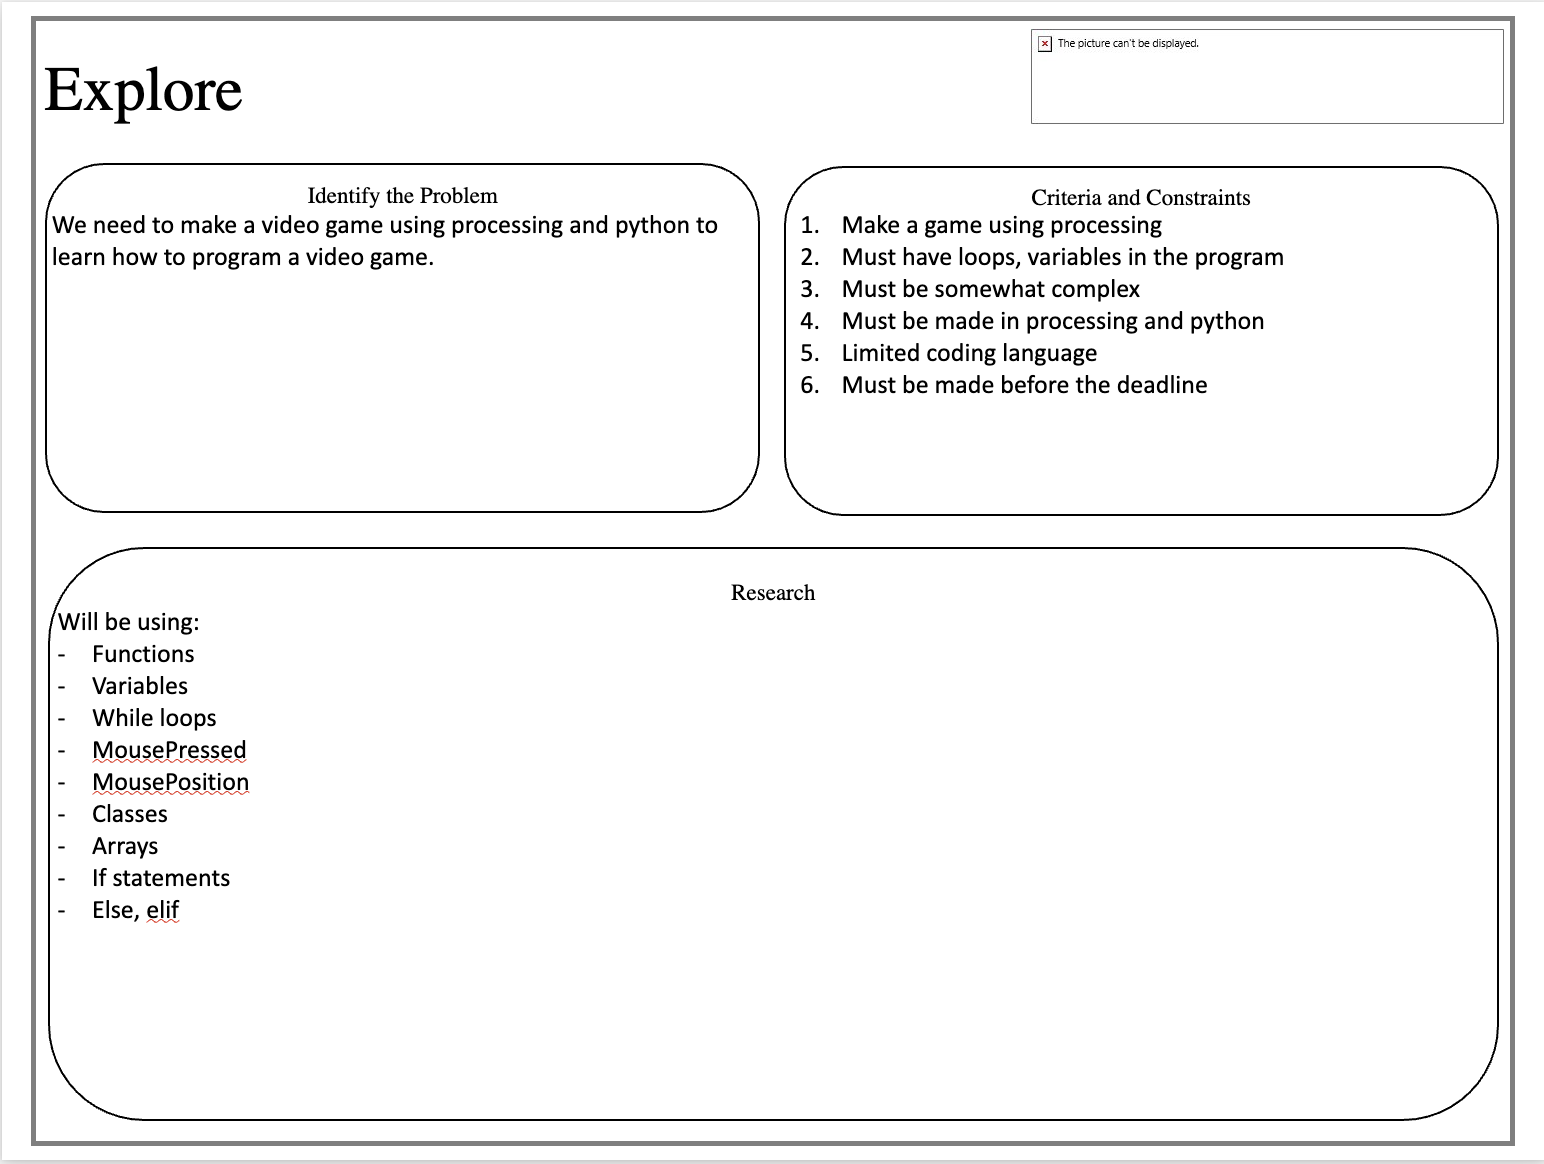 The picture can't be displayed.
Explore
Identify the Problem
We need to make a video game using processing and python to
learn how to program a video game.
Criteria and Constraints
1. Make a game using processing
2. Must have loops, variables in the program
3. Must be somewhat complex
4. Must be made in processing and python
5. Limited coding language
6. Must be made before the deadline
Research
Will be using:
- Functions
- Variables
- While loops
- MousePressed
- MousePosition
- Classes
- Arrays
- If statements
- Else, elif